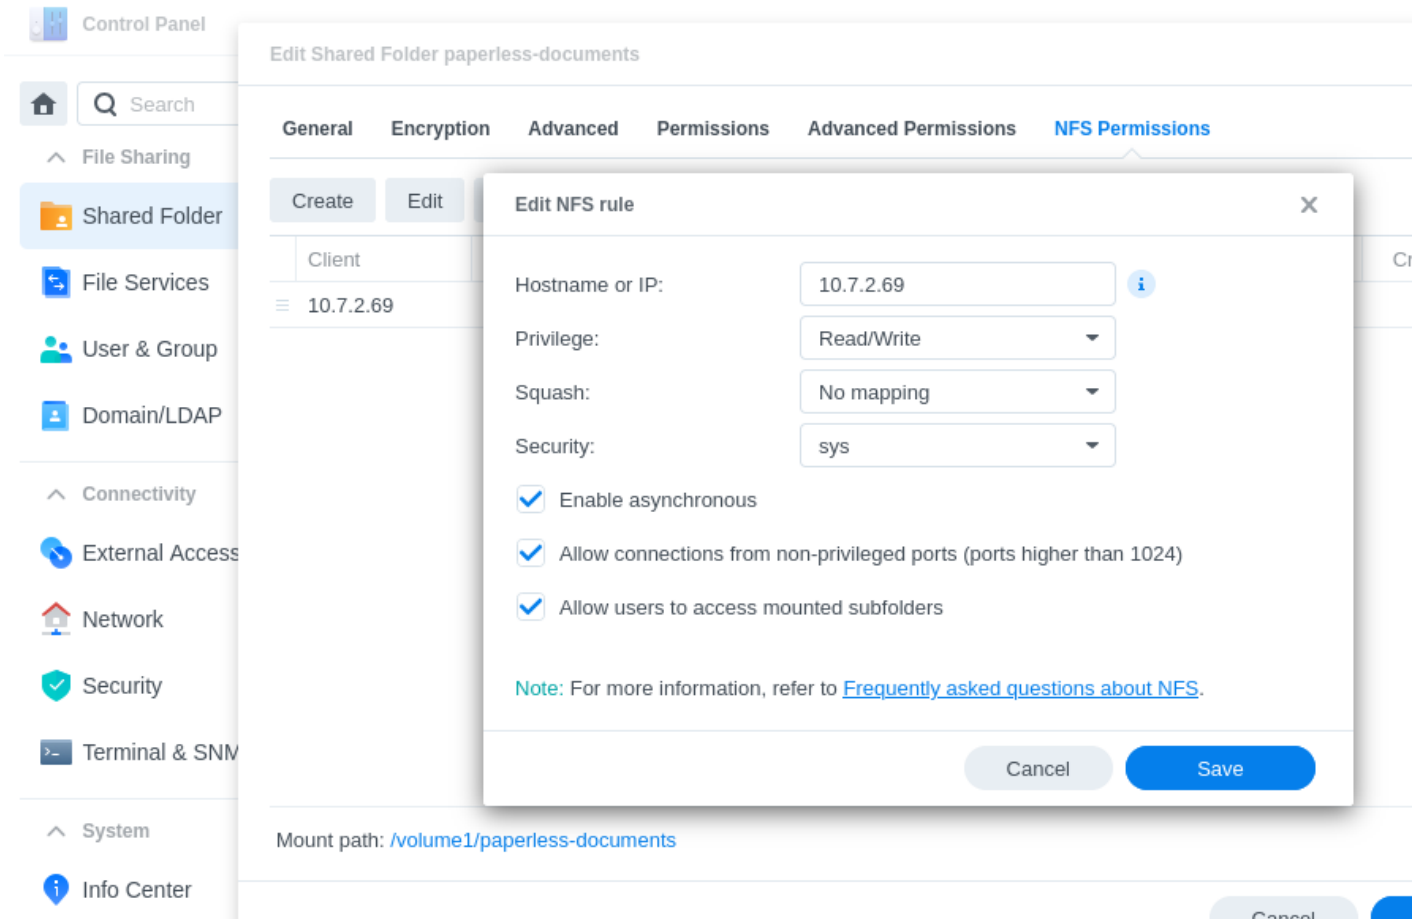 Control Panel
Edit Shared Folder paperless-documents
Search
General Encryption Advanced Permissions Advanced Permissions NFS Permissions
File Sharing
Shared Folder
File Services
User & Group
Domain/LDAP
Connectivity
External Access
Network
Security
Terminal & SNM
System
Info Center
Create Edit
Client Cr
10.7.2.69
Edit NFS rule
Hostname or IP: 10.7.2.69
Privilege: Read/Write
Squash: No mapping
Security: sys
Enable asynchronous
Allow connections from non-privileged ports (ports higher than 1024)
Allow users to access mounted subfolders
Note: For more information, refer to Frequently asked questions about NFS.
Cancel Save
Mount path: /volume1/paperless-documents
Cancel